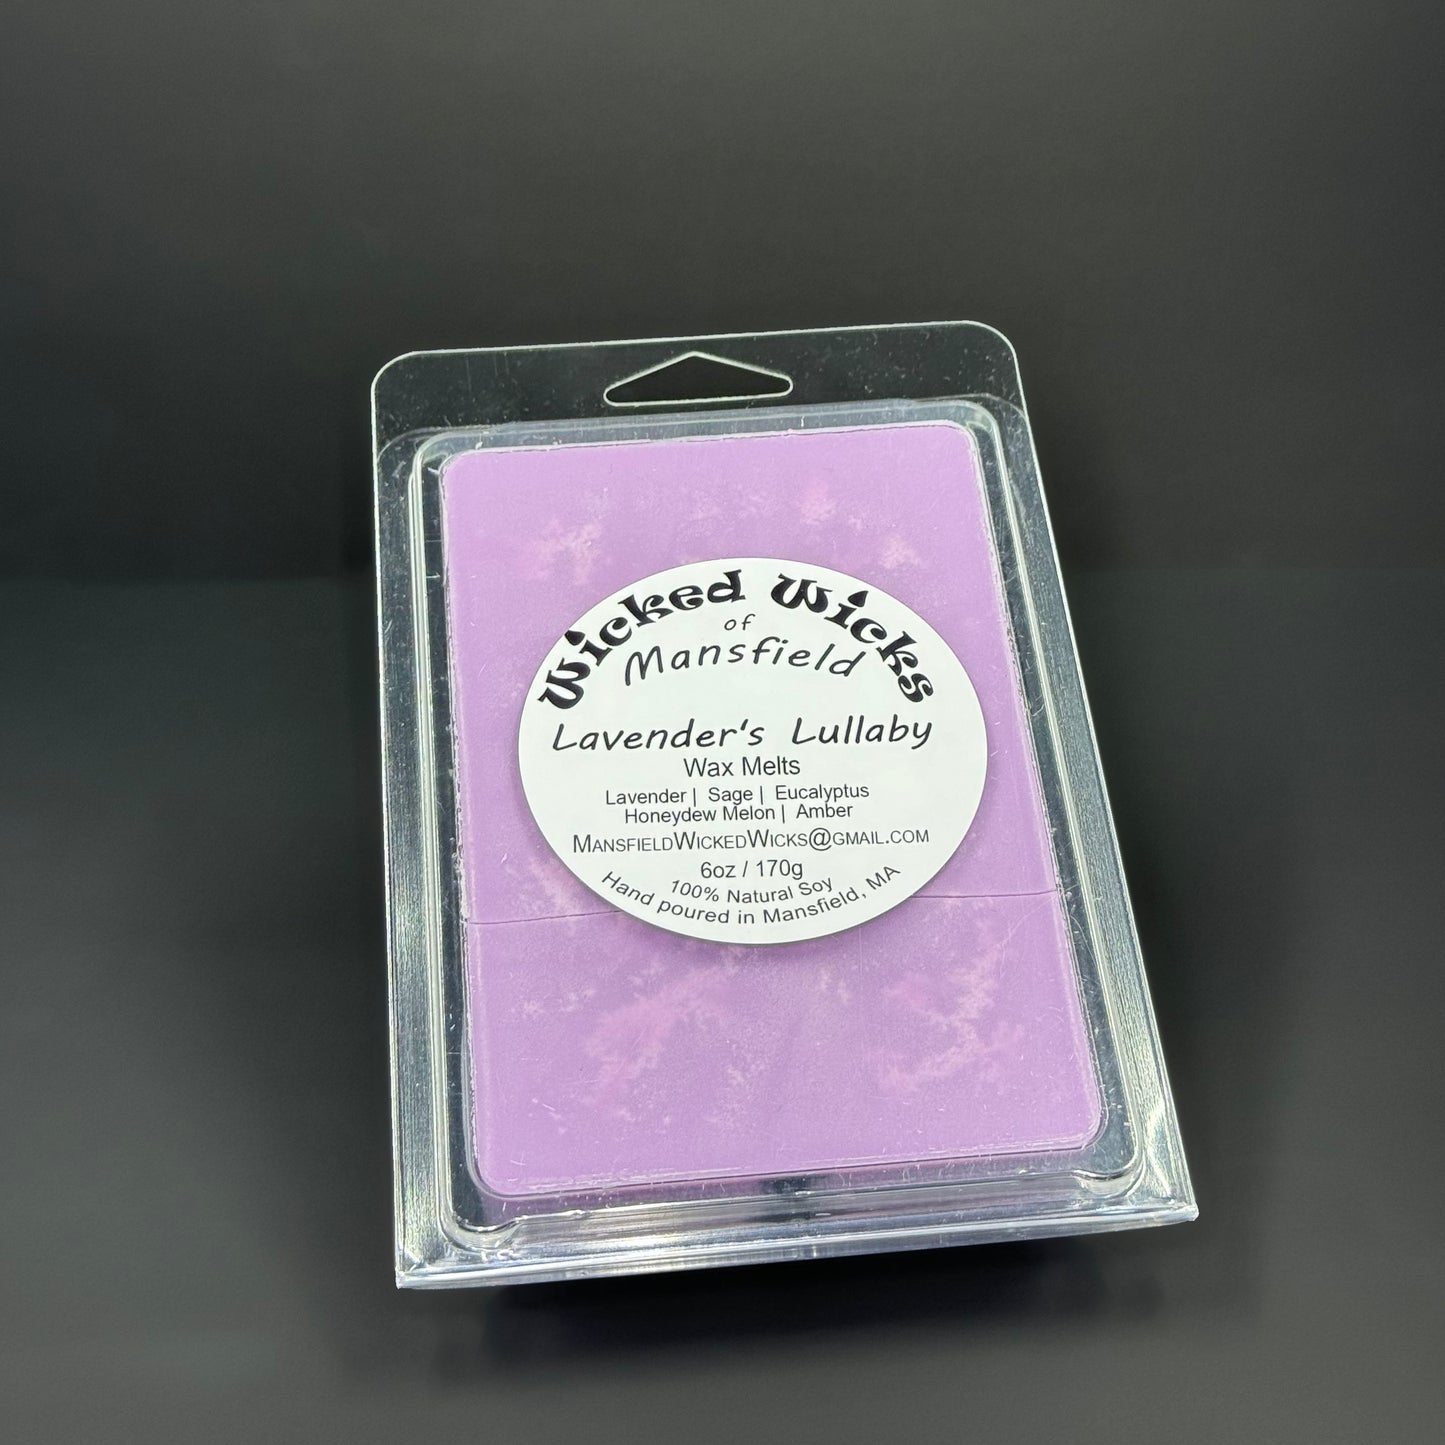 Wicked Wicks
of
Mansfield
Lavender's Lullaby
Wax Melts
Lavender | Sage | Eucalyptus
Honeydew Melon | Amber
MansfieldWickedWicks@gmail.com
6oz / 170g
100% Natural Soy
Hand poured in Mansfield, MA